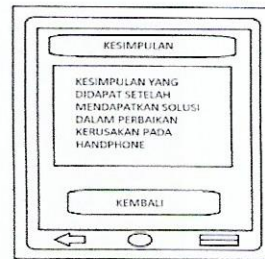 KESIMPULAN
KESIMPULAN YANG
DIDAPAT SETELAH
MENDAPATKAN SOLUSI
DALAM PERBAIKAN
KERUSAKAN PADA
HANDPHONE
KEMBALI